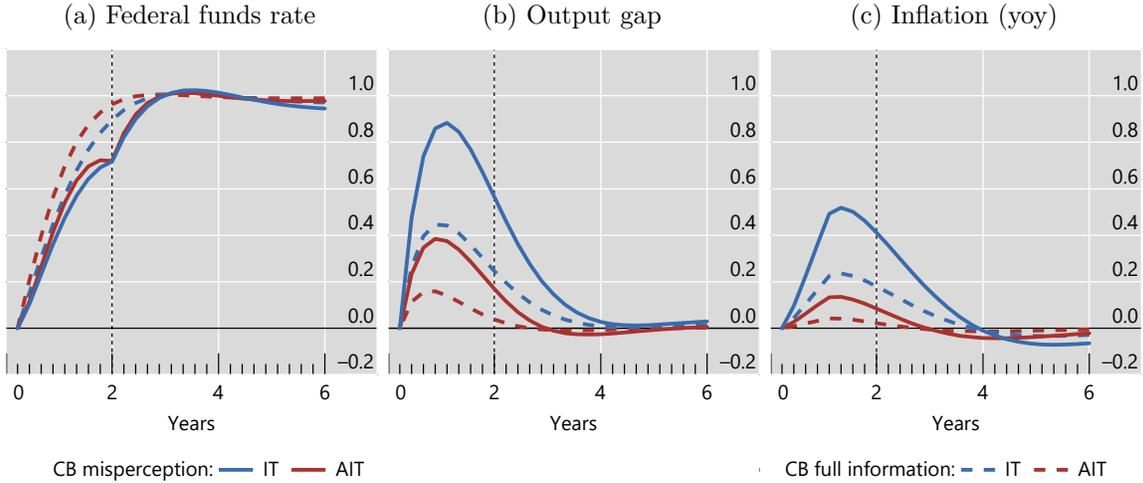 (a) Federal funds rate
(b) Output gap
(c) Inflation (yoy)
1.0 1.0 1.0
0.8 0.8 0.8
0.6 0.6 0.6
0.4 0.4 0.4
0.2 0.2 0.2
0.0 0.0 0.0
−0.2 −0.2 −0.2
0 2 4 6 0 2 4 6 0 2 4 6
Years Years Years
CB misperception: IT AIT
CB full information: IT AIT